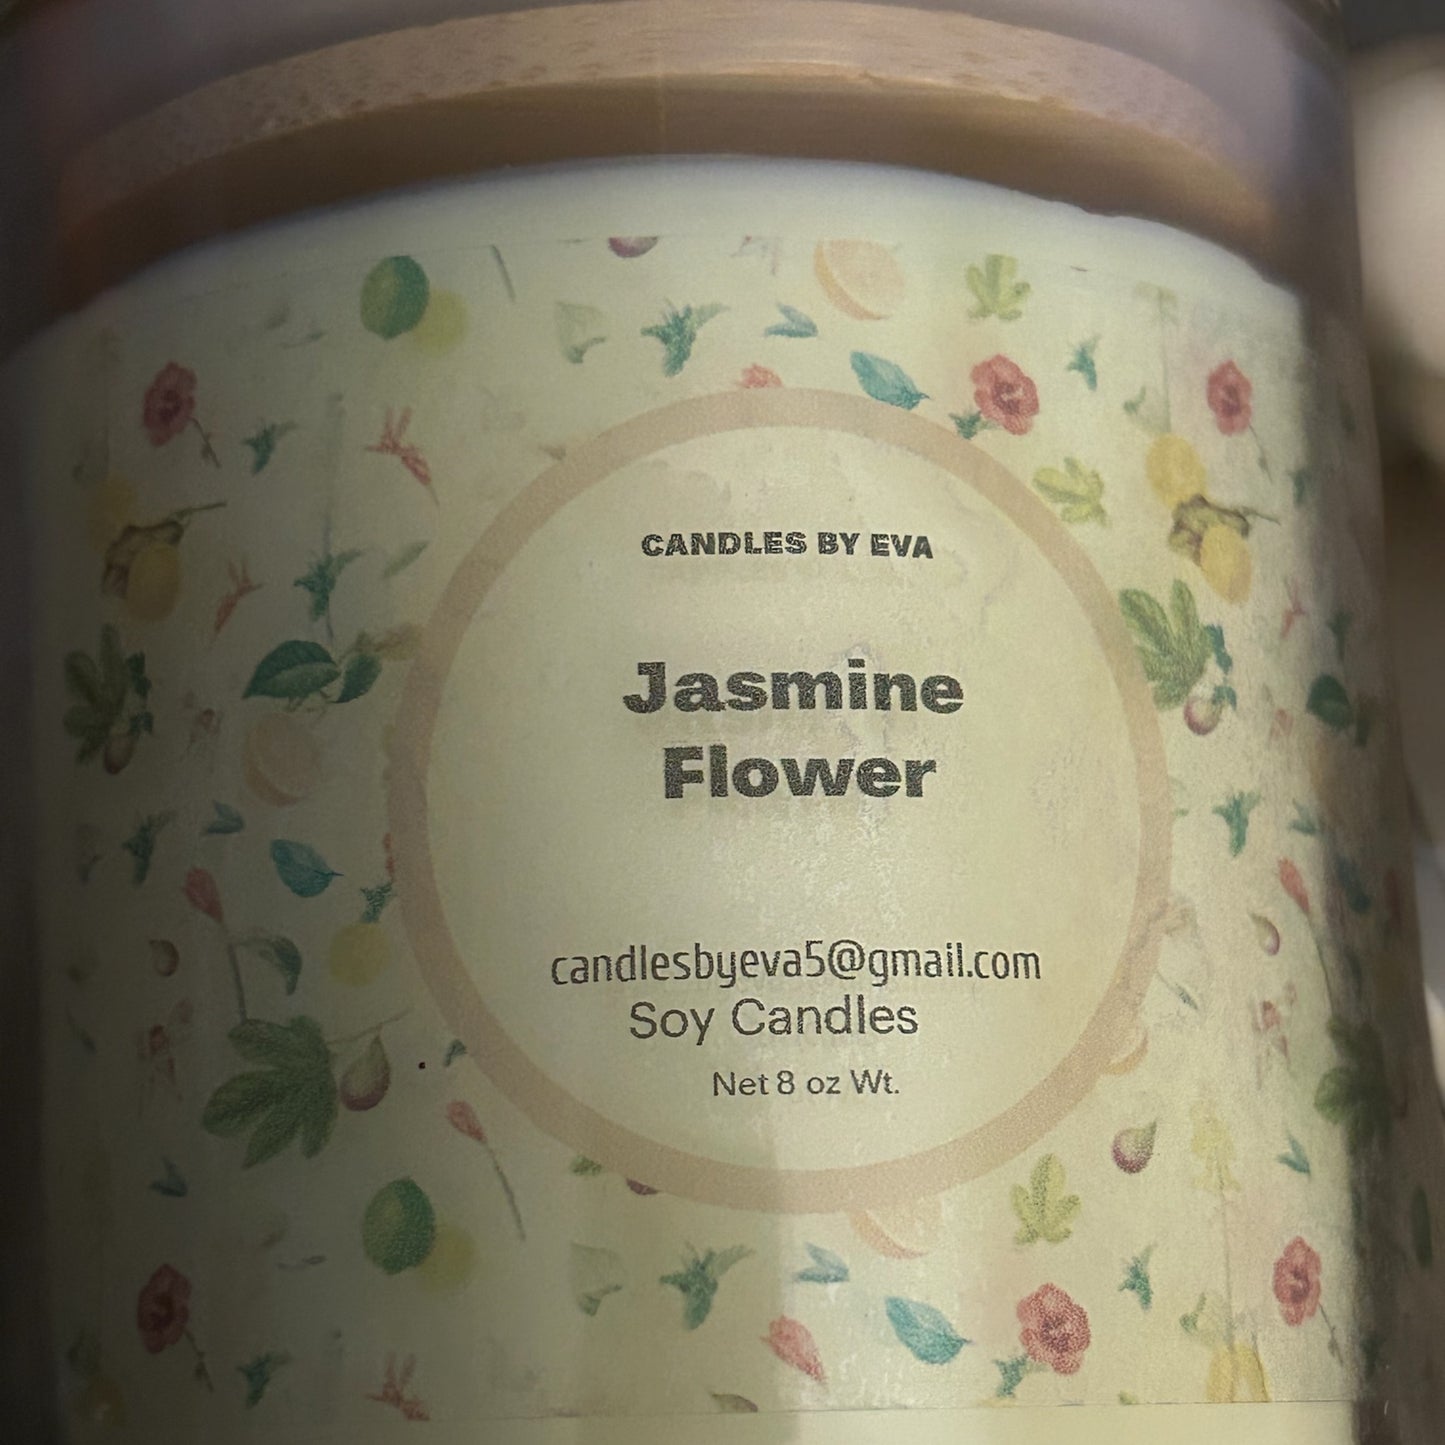 CANDLES BY EVA
Jasmine
Flower
candlesbyeva5@gmail.com
Soy Candles
Net 8 oz Wt.